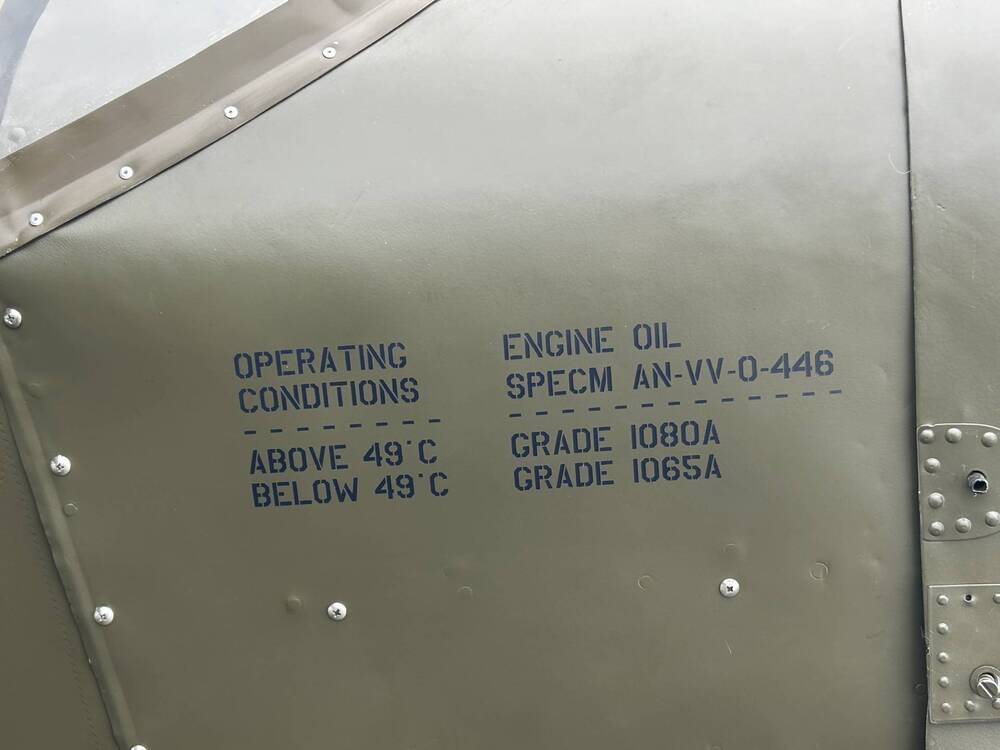 OPERATING
CONDITIONS
---------
ABOVE 49°C
BELOW 49°C
ENGINE OIL
SPECM AN-VV-O-446
-------------
GRADE 1080A
GRADE 1065A